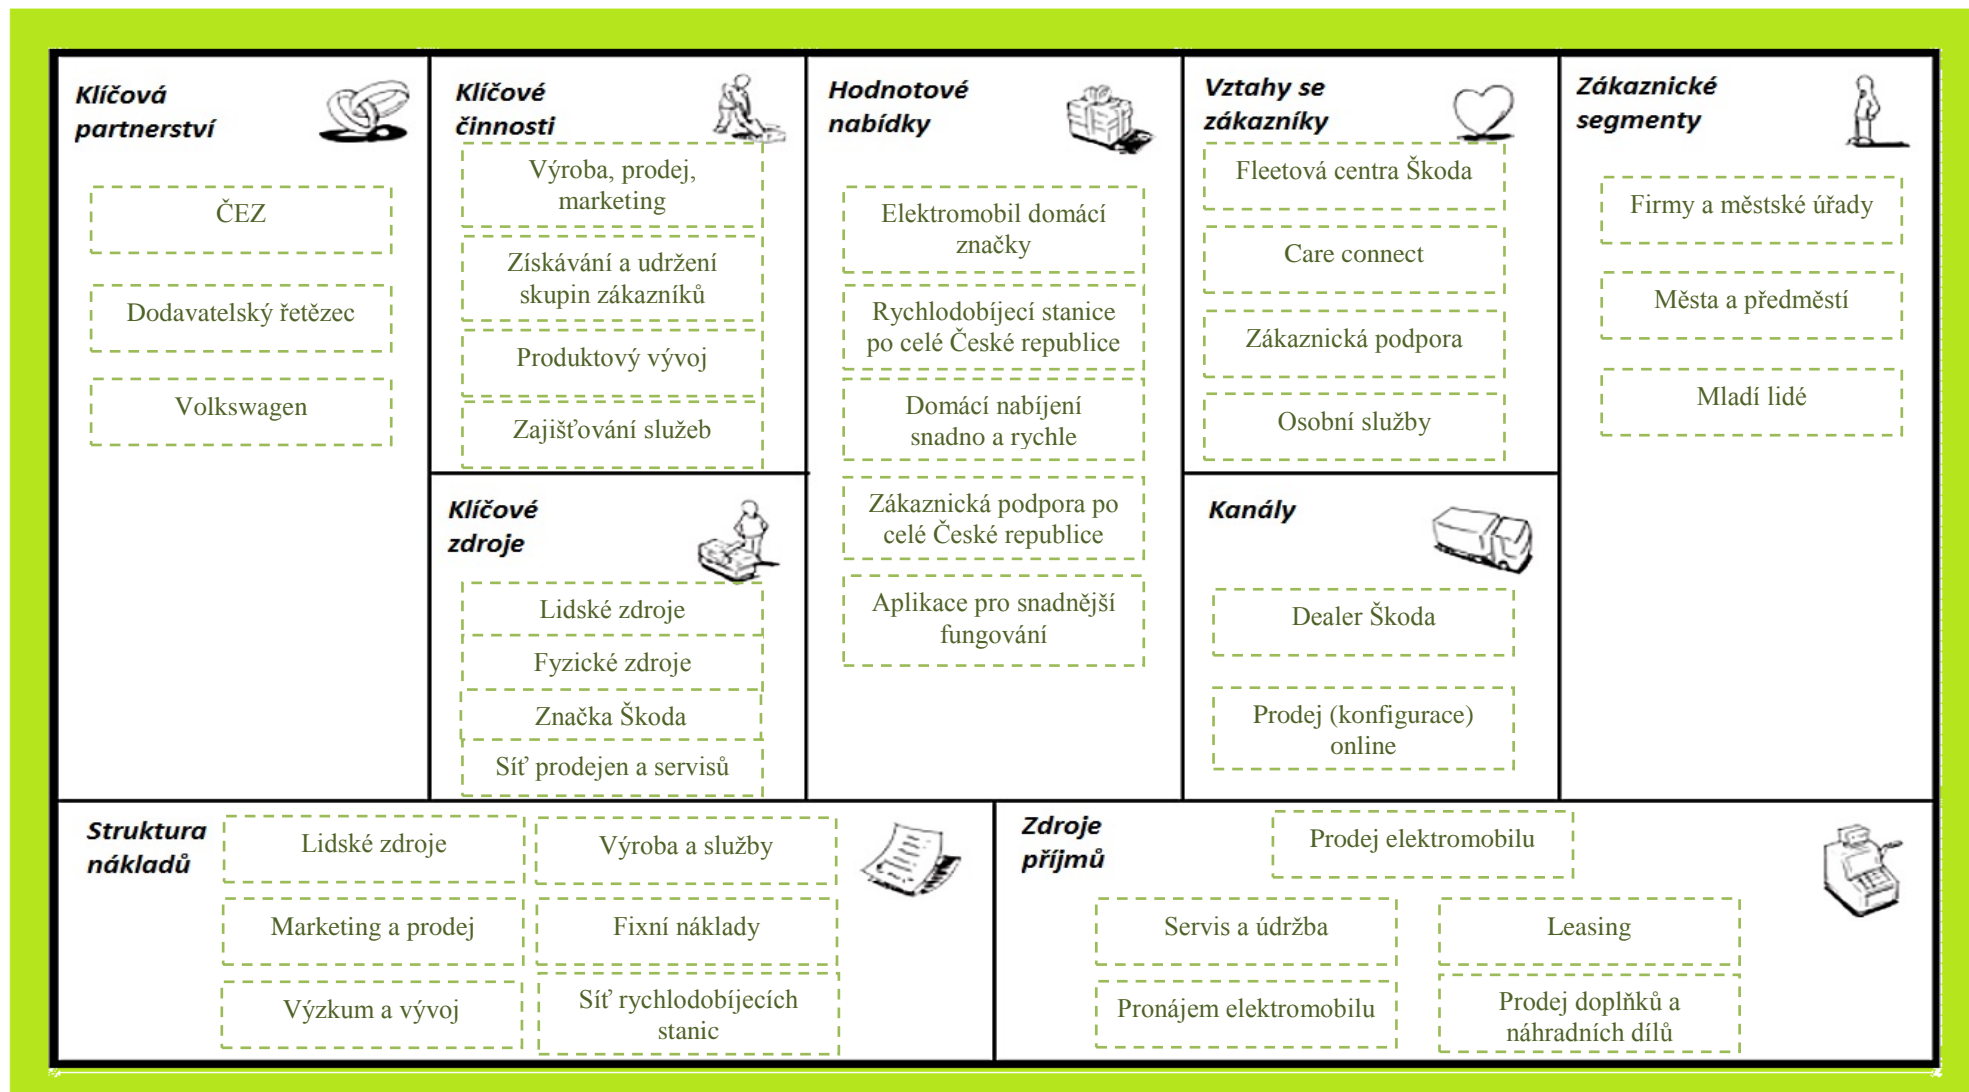 Klíčová
partnerství
ČEZ
Dodavatelský řetězec
Volkswagen
Klíčové
činnosti
Výroba, prodej,
marketing
Získávání a udržení
skupin zákazníků
Produktový vývoj
Zajišťování služeb
Klíčové
zdroje
Lidské zdroje
Fyzické zdroje
Značka Škoda
Síť prodejen a servisů
Hodnotové
nabídky
Elektromobil domácí
značky
Rychlodobíjecí stanice
po celé České republice
Domácí nabíjení
snadno a rychle
Zákaznická podpora po
celé České republice
Aplikace pro snadnější
fungování
Vztahy se
zákazníky
Fleetová centra Škoda
Care connect
Zákaznická podpora
Osobní služby
Kanály
Dealer Škoda
Prodej (konfigurace)
online
Zákaznické
segmenty
Firmy a městské úřady
Města a předměstí
Mladí lidé
Struktura
nákladů
Lidské zdroje
Výroba a služby
Marketing a prodej
Fixní náklady
Výzkum a vývoj
Síť rychlodobíjecích
stanic
Zdroje
příjmů
Prodej elektromobilu
Servis a údržba
Leasing
Pronájem elektromobilu
Prodej doplňků a
náhradních dílů